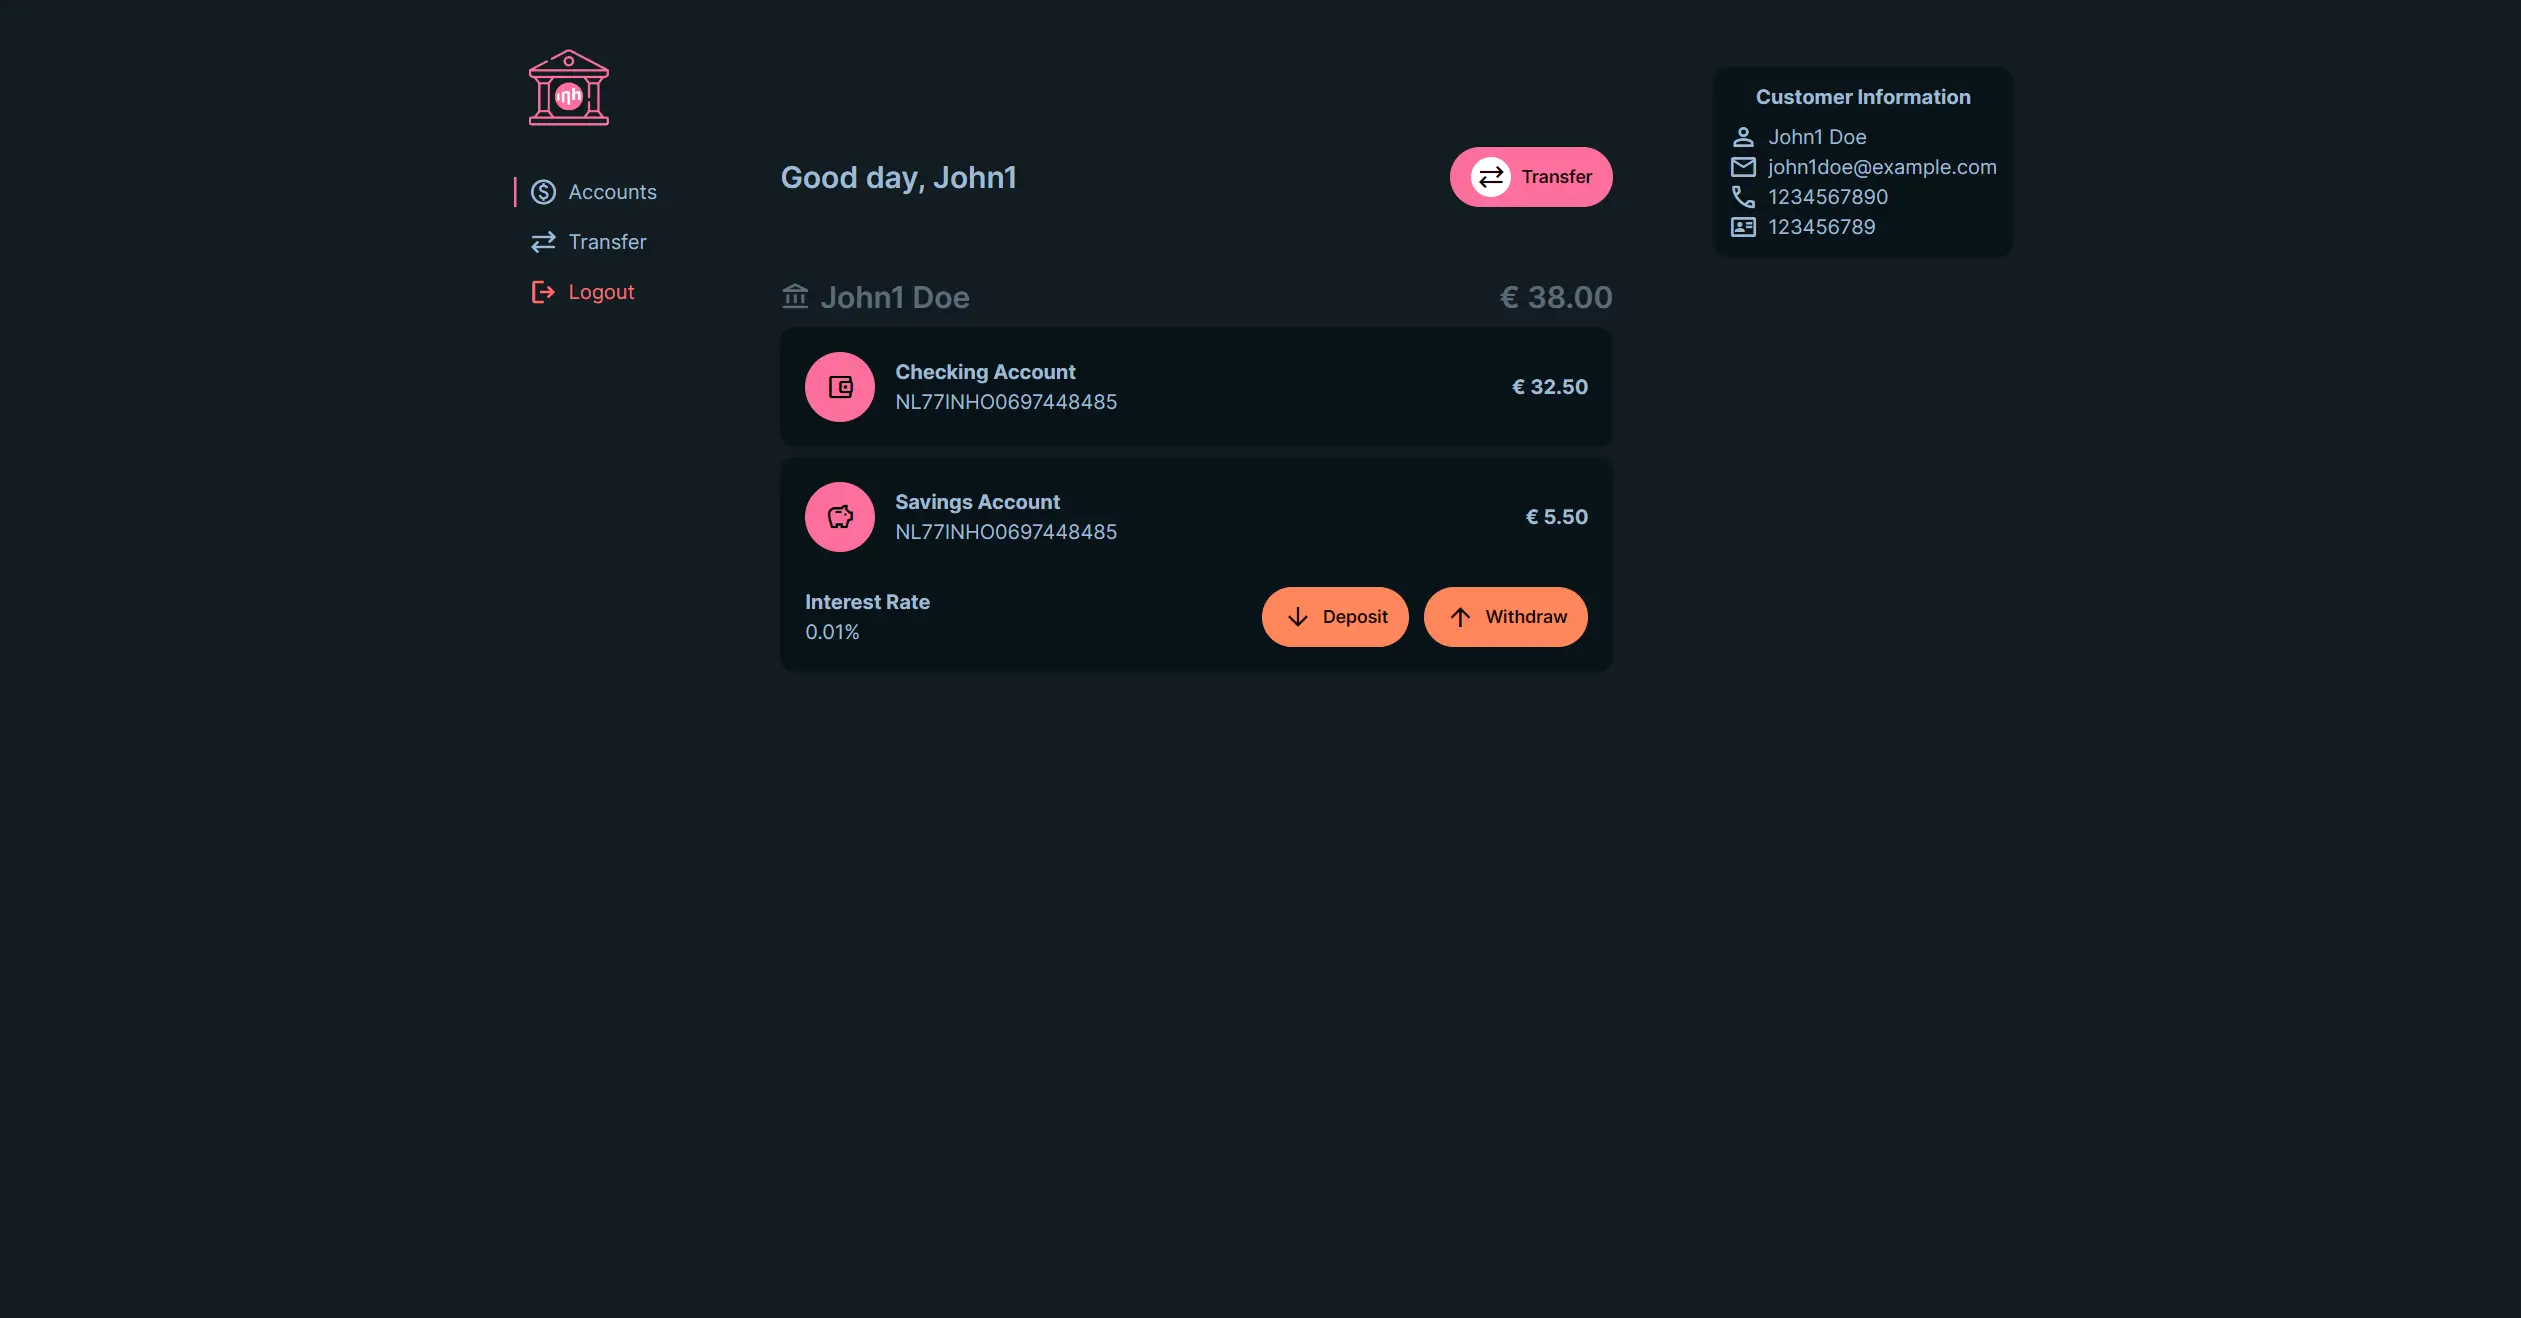 inh
Accounts
Transfer
Logout
Good day, John1
Transfer
John1 Doe
€ 38.00
Checking Account
NL77INHO0697448485
€ 32.50
Savings Account
NL77INHO0697448485
€ 5.50
Interest Rate
0.01%
Deposit
Withdraw
Customer Information
John1 Doe
john1doe@example.com
1234567890
123456789